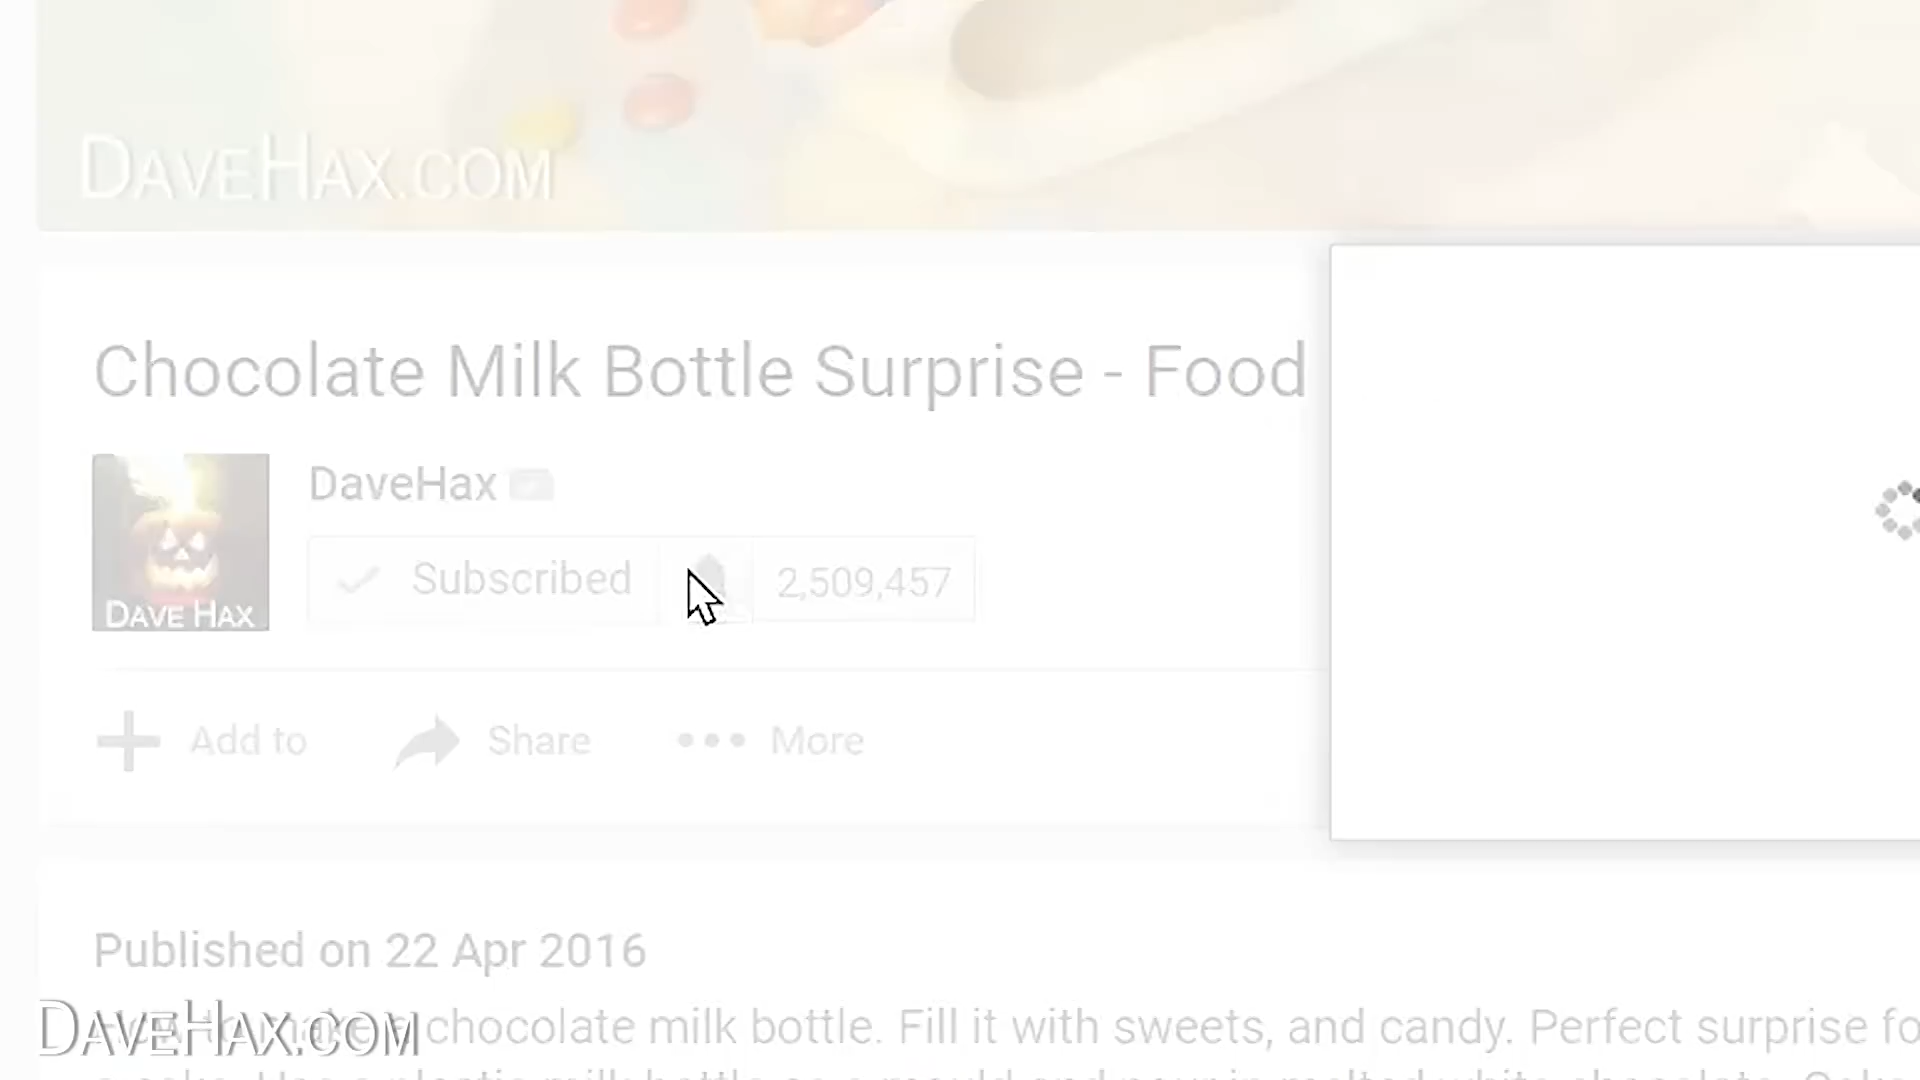 DAVEHAX.COM
Chocolate Milk Bottle Surprise - Food
DaveHax
DAVE HAX
Subscribed
2,509,457
Add to
Share
More
Published on 22 Apr 2016
DAVEHAX.COM
chocolate milk bottle. Fill it with sweets, and candy. Perfect surprise fo